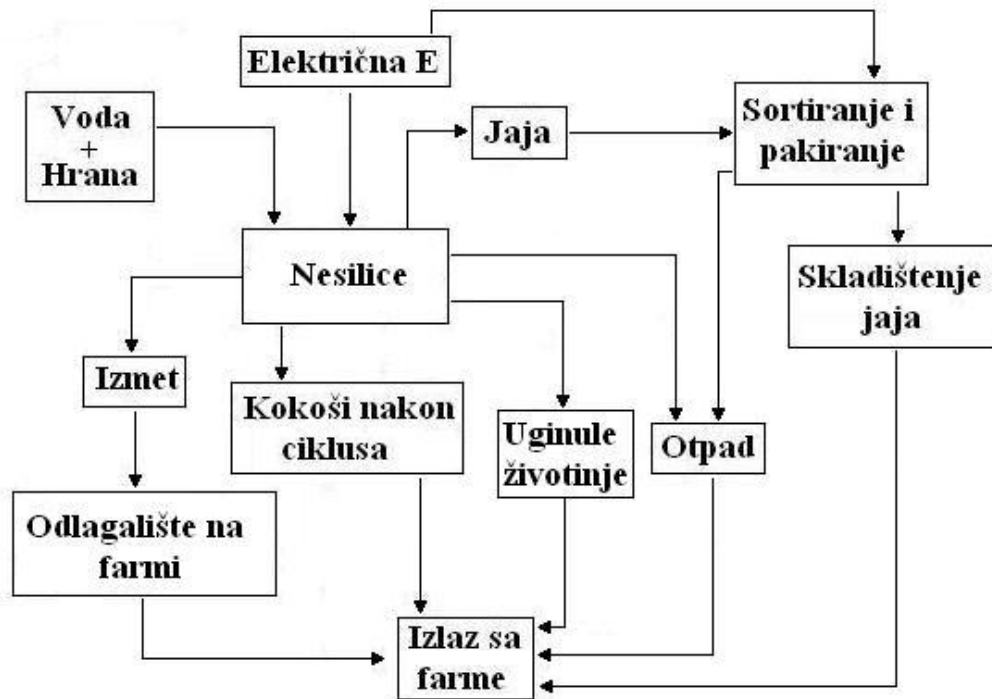 Električna E
Voda
+
Hrana
Jaja
Sortiranje i
pakiranje
Nesilice
Skladištenje
jaja
Izmet
Kokoši nakon
ciklusa
Uginule
životinje
Otpad
Odlagalište na
farmi
Izlaz sa
farme